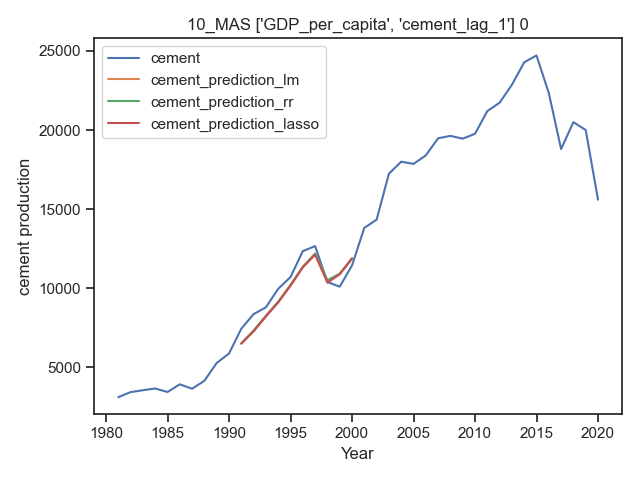 10_MAS ['GDP_per_capita', 'cement_lag_1'] 0
cement
cement_prediction_lm
cement_prediction_rr
cement_prediction_lasso
25000
20000
15000
10000
5000
cement production
1980 1985 1990 1995 2000 2005 2010 2015 2020
Year